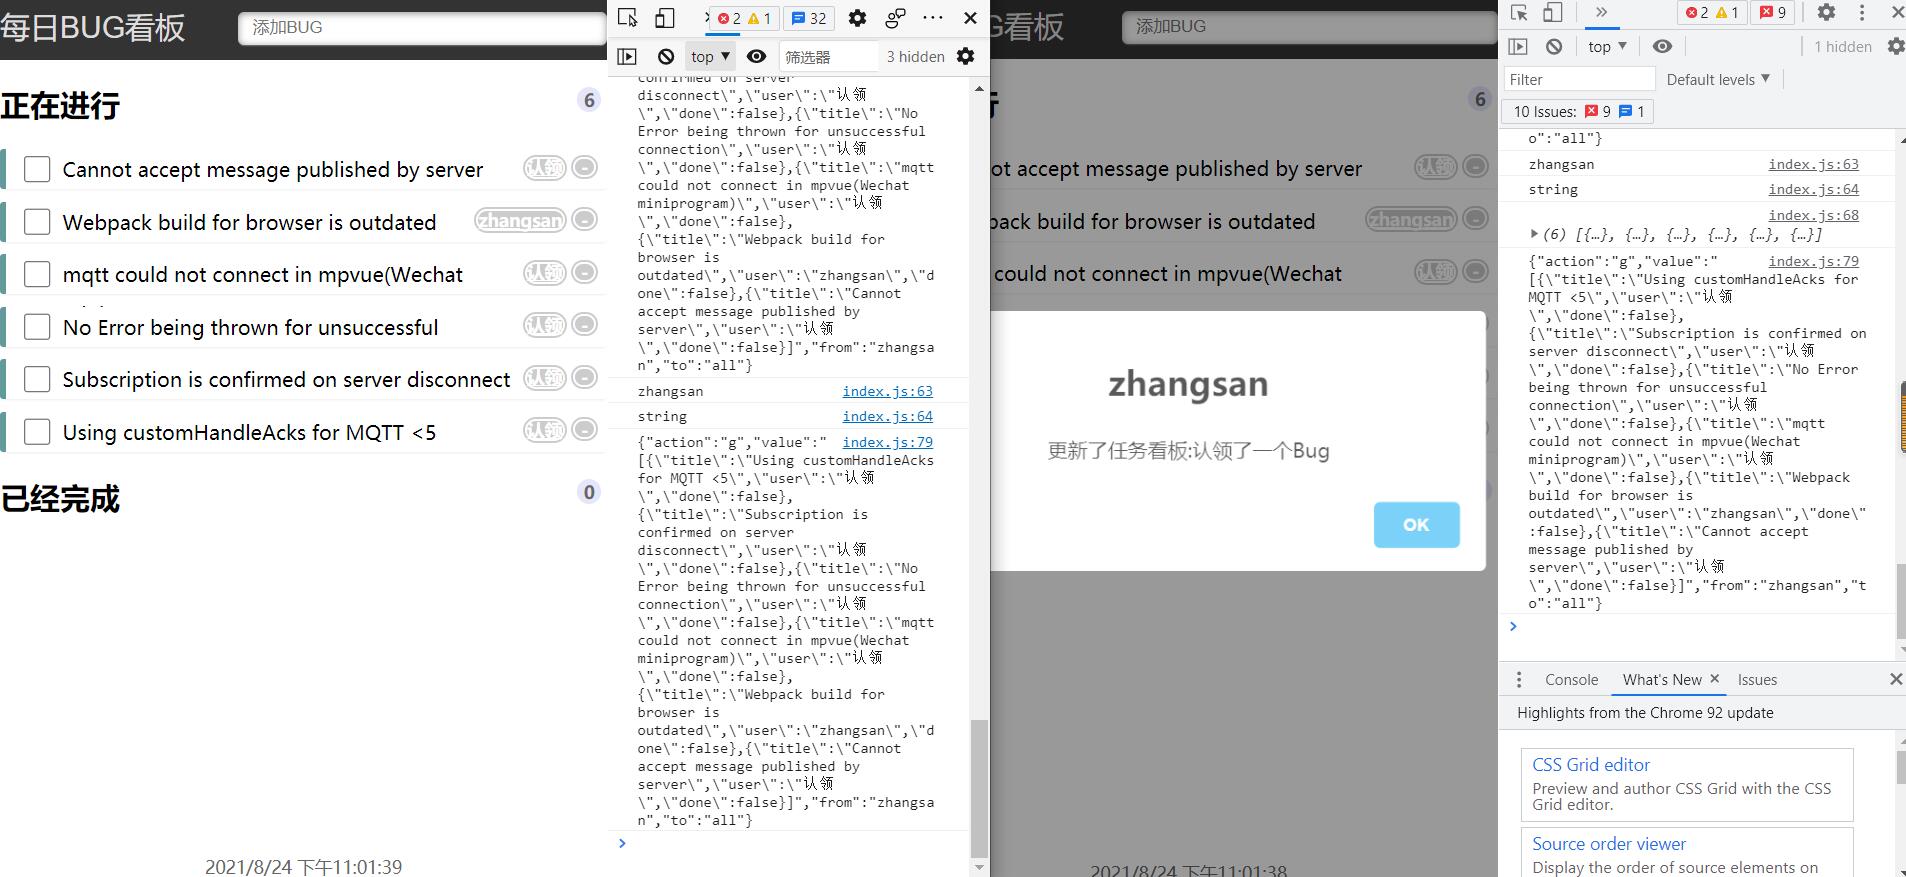 每日BUG看板
添加BUG
正在进行
6
Cannot accept message published by server
认领
-
Webpack build for browser is outdated
zhangsan
-
mqtt could not connect in mpvue(Wechat
认领
-
No Error being thrown for unsuccessful
认领
-
Subscription is confirmed on server disconnect
认领
-
Using customHandleAcks for MQTT <5
认领
-
已经完成
0
2021/8/24 下午11:01:39
2
1
32
top ▼
筛选器
3 hidden
confirmed on server
disconnect\",\"user\":\"认领
\",\"done\":false},{\"title\":\"No
Error being thrown for unsuccessful
connection\",\"user\":\"认领
\",\"done\":false},{\"title\":\"mqtt
could not connect in mpvue(Wechat
miniprogram)\",\"user\":\"认领
\",\"done\":false},
{\"title\":\"Webpack build for
browser is
outdated\",\"user\":\"zhangsan\",\"d
one\":false},{\"title\":\"Cannot
accept message published by
server\",\"user\":\"认领
\",\"done\":false}]","from":"zhangsa
n","to":"all"}
zhangsan index.js:63
string index.js:64
{"action":"g","value":" index.js:79
[{\"title\":\"Using customHandleAcks
for MQTT <5\",\"user\":\"认领
\",\"done\":false},
{\"title\":\"Subscription is
confirmed on server
disconnect\",\"user\":\"认领
\",\"done\":false},{\"title\":\"No
Error being thrown for unsuccessful
connection\",\"user\":\"认领
\",\"done\":false},{\"title\":\"mqtt
could not connect in mpvue(Wechat
miniprogram)\",\"user\":\"认领
\",\"done\":false},
{\"title\":\"Webpack build for
browser is
outdated\",\"user\":\"zhangsan\",\"d
one\":false},{\"title\":\"Cannot
accept message published by
server\",\"user\":\"认领
\",\"done\":false}]","from":"zhangsa
n","to":"all"}
G看板
添加BUG
行
6
ot accept message published by server
认领
-
pack build for browser is outdated
zhangsan
-
could not connect in mpvue(Wechat
认领
-
zhangsan
更新了任务看板:认领了一个Bug
OK
2021/8/24 下午11:01:38
2
1
9
top ▼
1 hidden
Filter
Default levels ▼
10 Issues: 9 1
o":"all"}
zhangsan index.js:63
string index.js:64
index.js:68
(6) [{…}, {…}, {…}, {…}, {…}, {…}]
{"action":"g","value":" index.js:79
[{\"title\":\"Using customHandleAcks for
MQTT <5\",\"user\":\"认领
\",\"done\":false},
{\"title\":\"Subscription is confirmed on
server disconnect\",\"user\":\"认领
\",\"done\":false},{\"title\":\"No Error
being thrown for unsuccessful
connection\",\"user\":\"认领
\",\"done\":false},{\"title\":\"mqtt
could not connect in mpvue(Wechat
miniprogram)\",\"user\":\"认领
\",\"done\":false},{\"title\":\"Webpack
build for browser is
outdated\",\"user\":\"zhangsan\",\"done\"
:false},{\"title\":\"Cannot accept
message published by
server\",\"user\":\"认领
\",\"done\":false}]","from":"zhangsan","t
o":"all"}
Console
What's New
Issues
Highlights from the Chrome 92 update
CSS Grid editor
Preview and author CSS Grid with the CSS
Grid editor.
Source order viewer
Display the order of source elements on